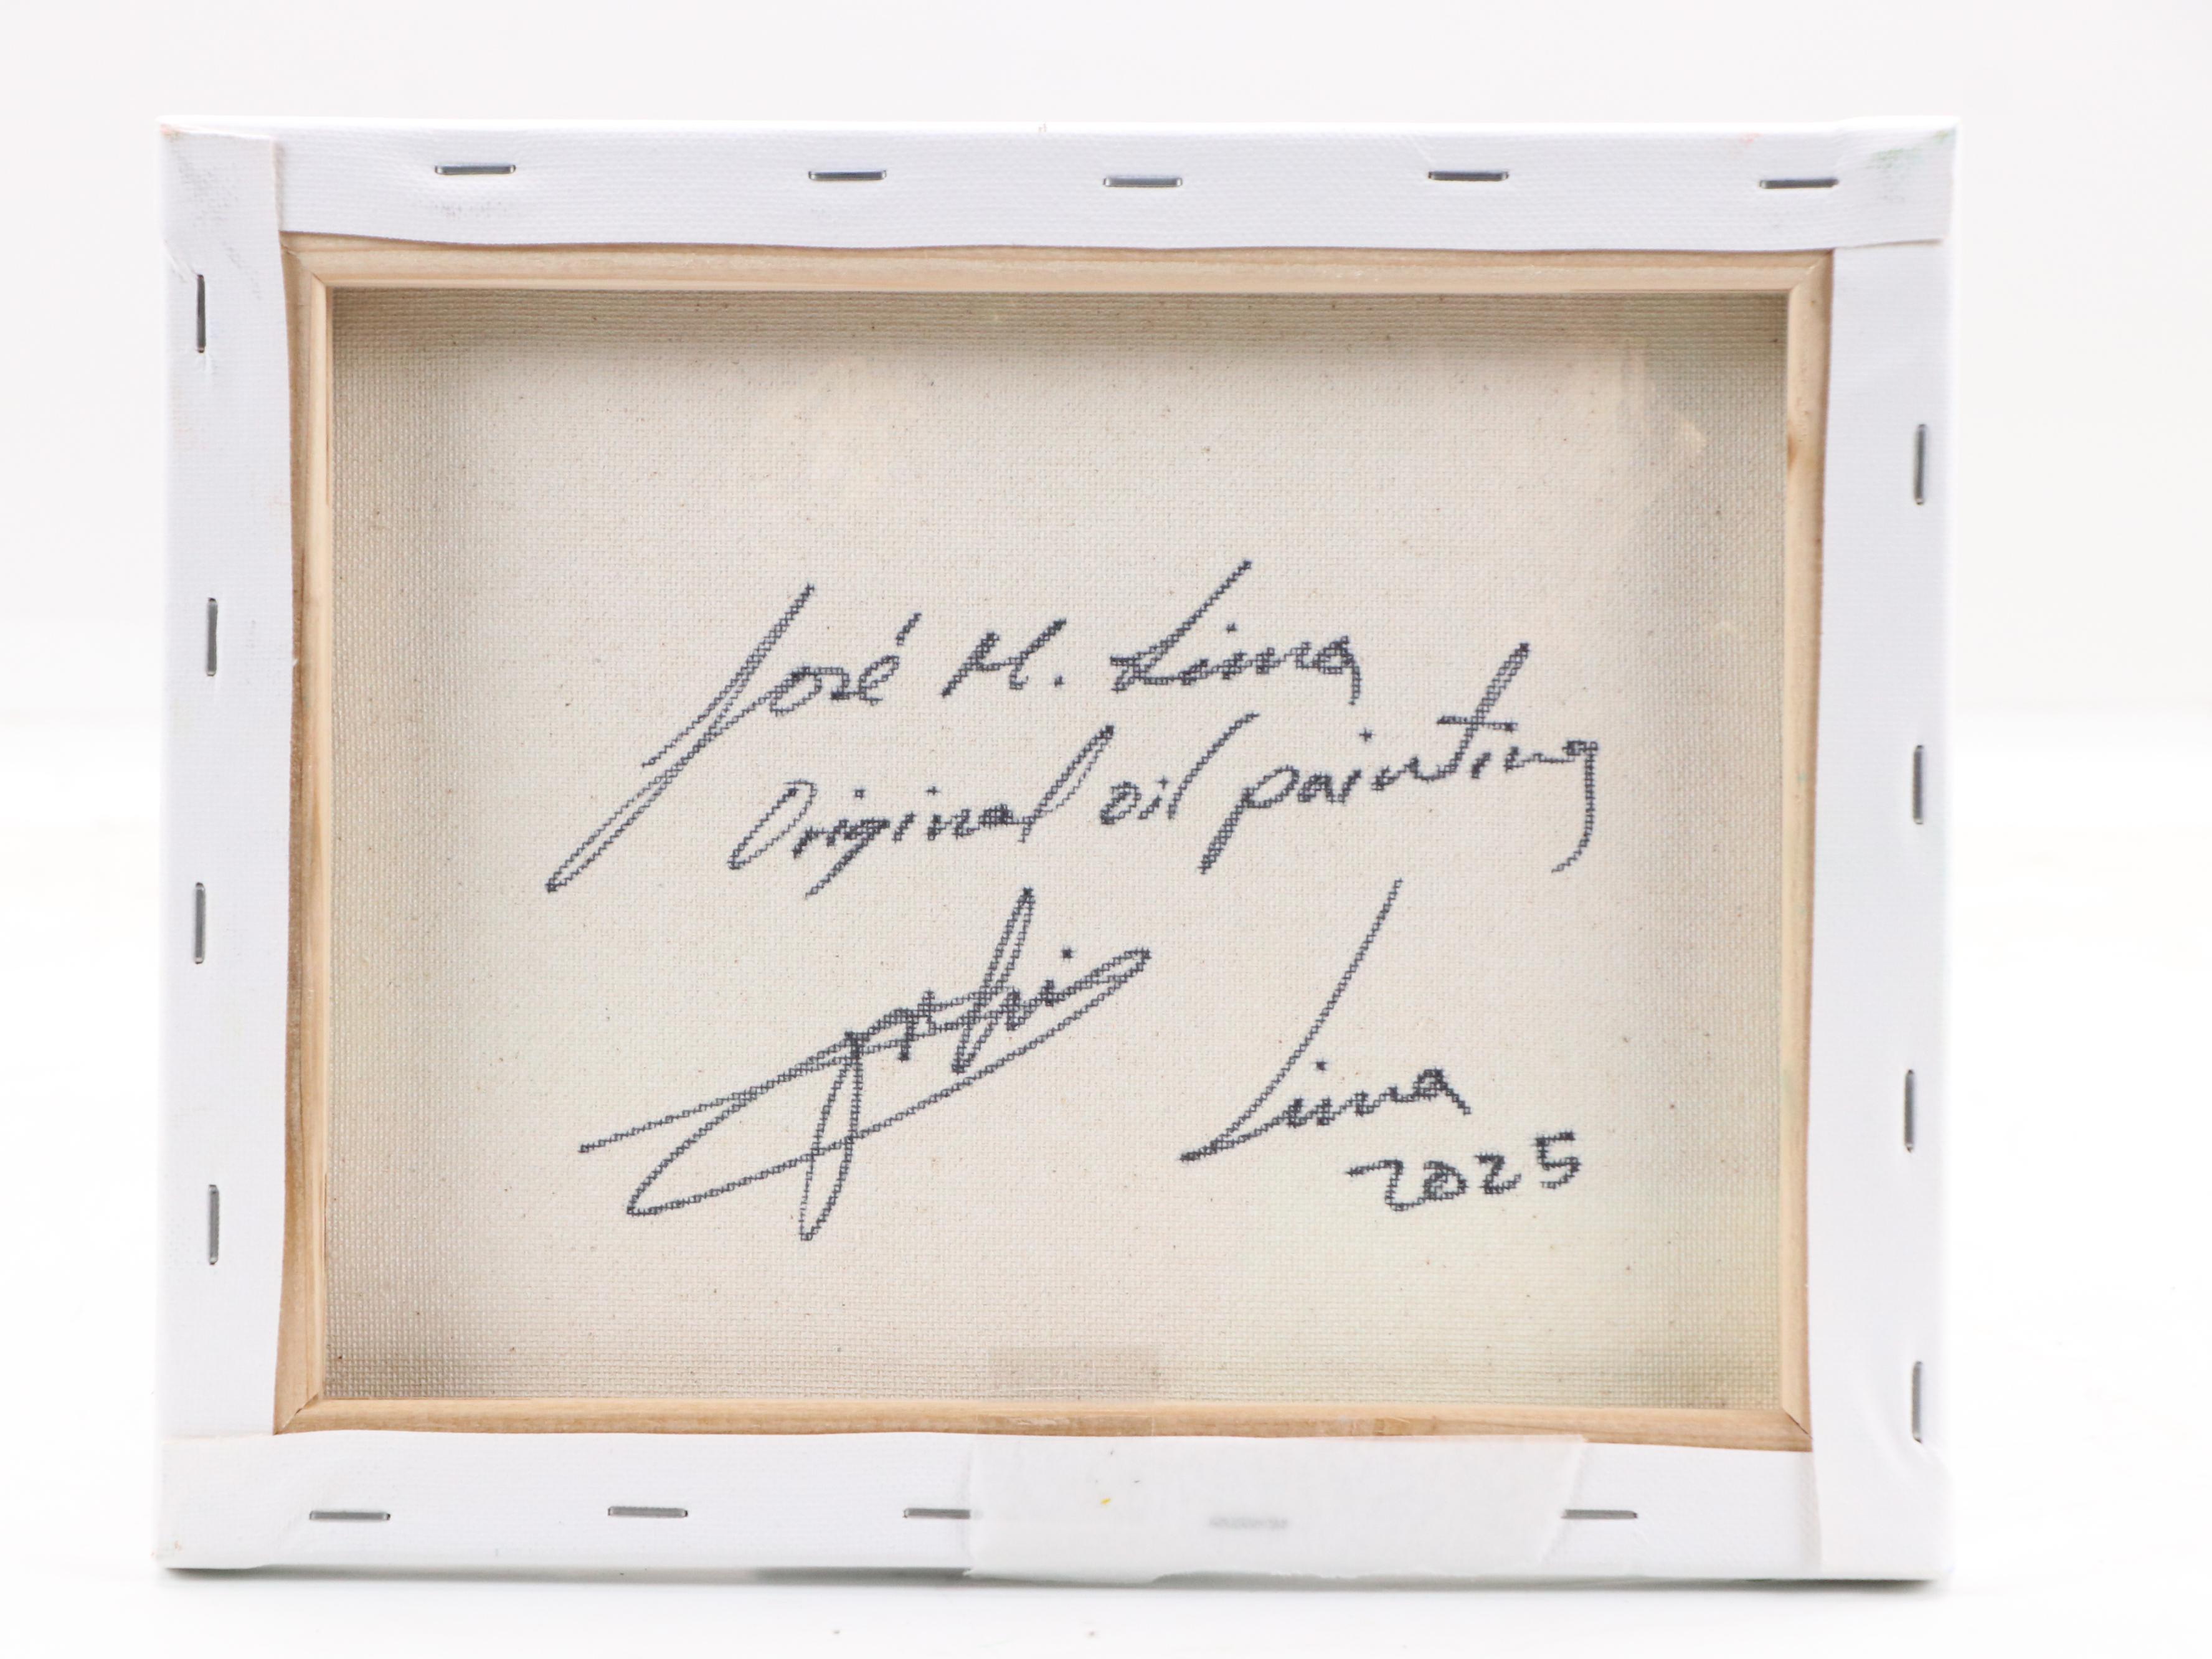 José M. Lima
Original oil painting
Lima
2025